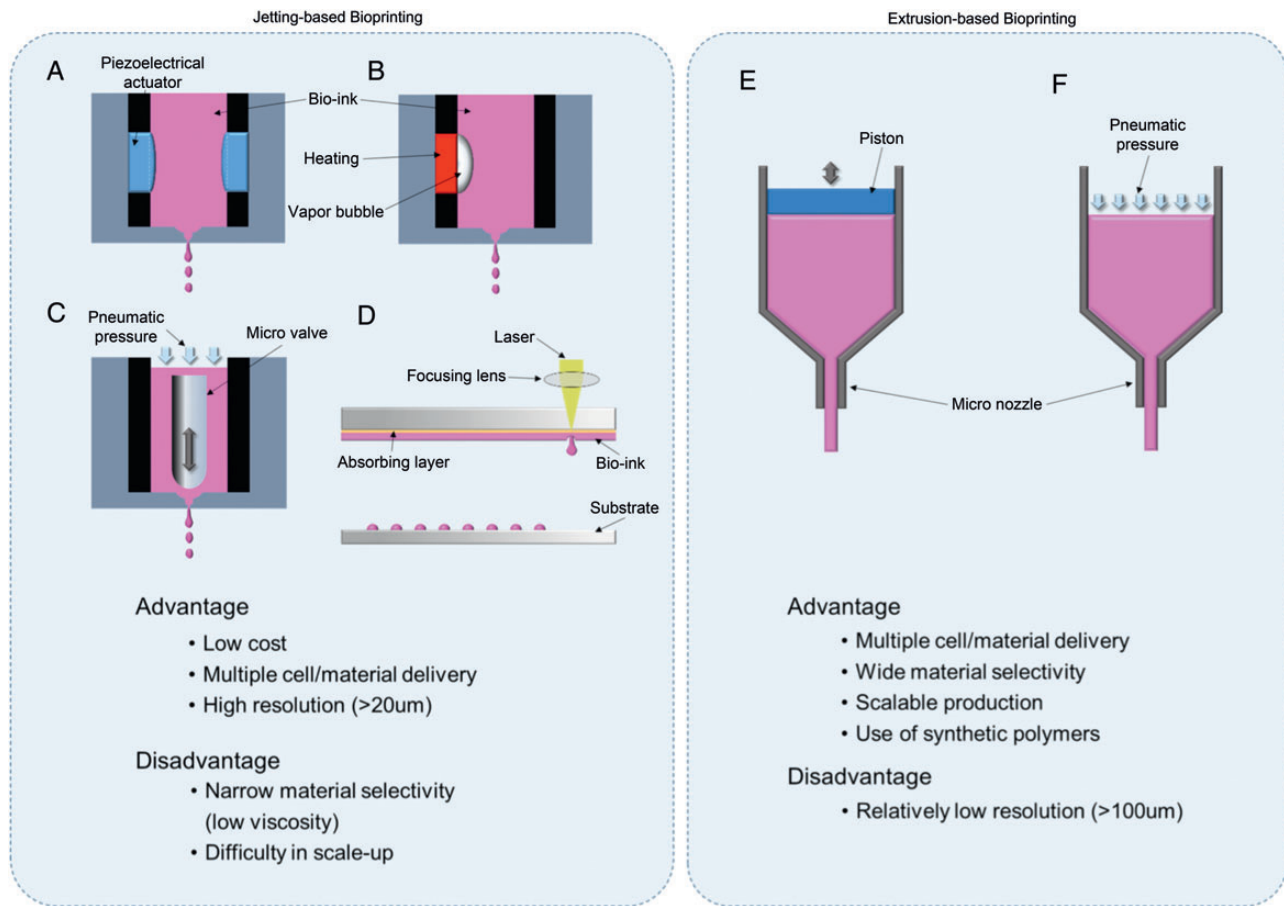 Jetting-based Bioprinting
A
Piezoelectrical
actuator
Bio-ink
B
Heating
Vapor bubble
C
Pneumatic
pressure
Micro valve
D
Laser
Focusing lens
Absorbing layer
Bio-ink
Substrate
Advantage
• Low cost
• Multiple cell/material delivery
• High resolution (>20um)
Disadvantage
• Narrow material selectivity
(low viscosity)
• Difficulty in scale-up
Extrusion-based Bioprinting
E
Piston
F
Pneumatic
pressure
Micro nozzle
Advantage
• Multiple cell/material delivery
• Wide material selectivity
• Scalable production
• Use of synthetic polymers
Disadvantage
• Relatively low resolution (>100um)